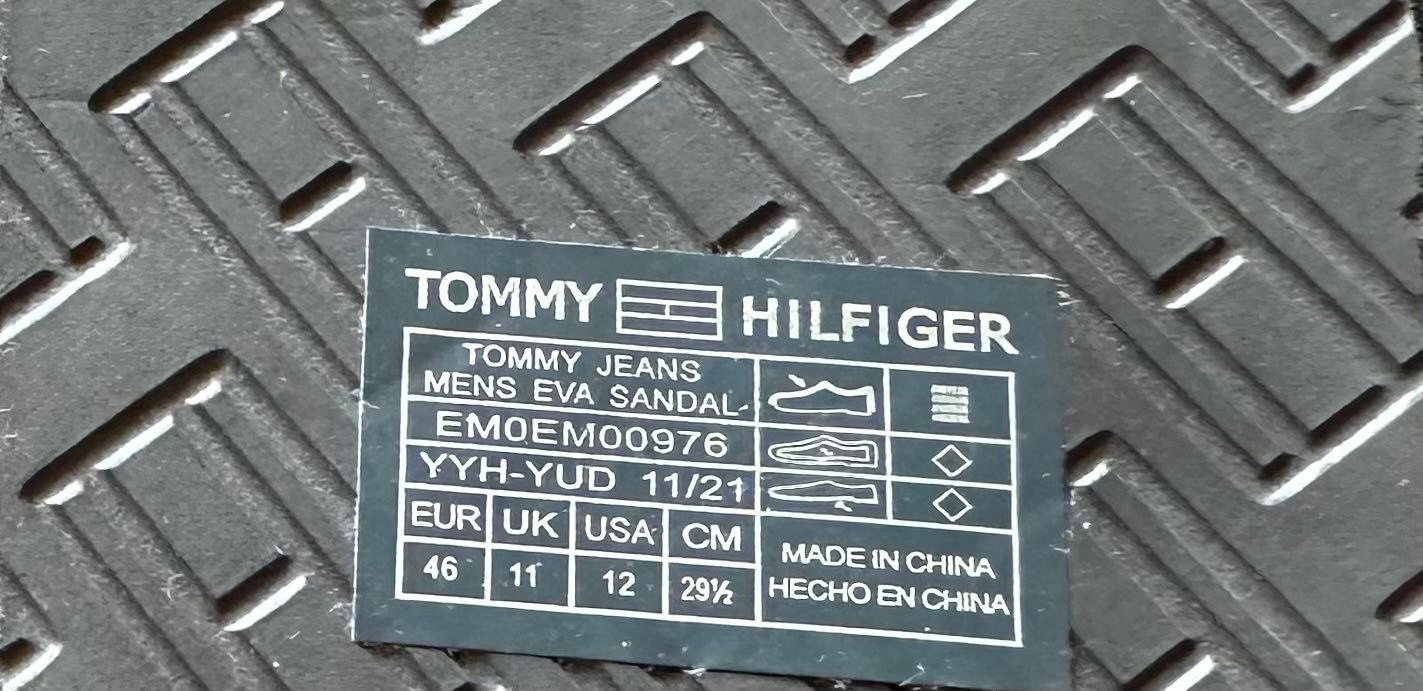 TOMMY HILFIGER
TOMMY JEANS
MENS EVA SANDAL
EM0EM00976
YYH-YUD 11/21
EUR UK USA CM
46 11 12 29½
MADE IN CHINA
HECHO EN CHINA